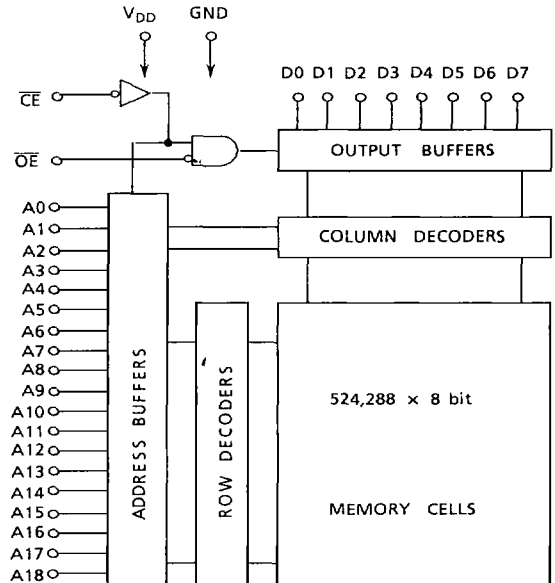 VDD GND
CE
OE
D0 D1 D2 D3 D4 D5 D6 D7
OUTPUT BUFFERS
COLUMN DECODERS
A0
A1
A2
A3
A4
A5
A6
A7
A8
A9
A10
A11
A12
A13
A14
A15
A16
A17
A18
ADDRESS BUFFERS
ROW DECODERS
524,288 × 8 bit
MEMORY CELLS